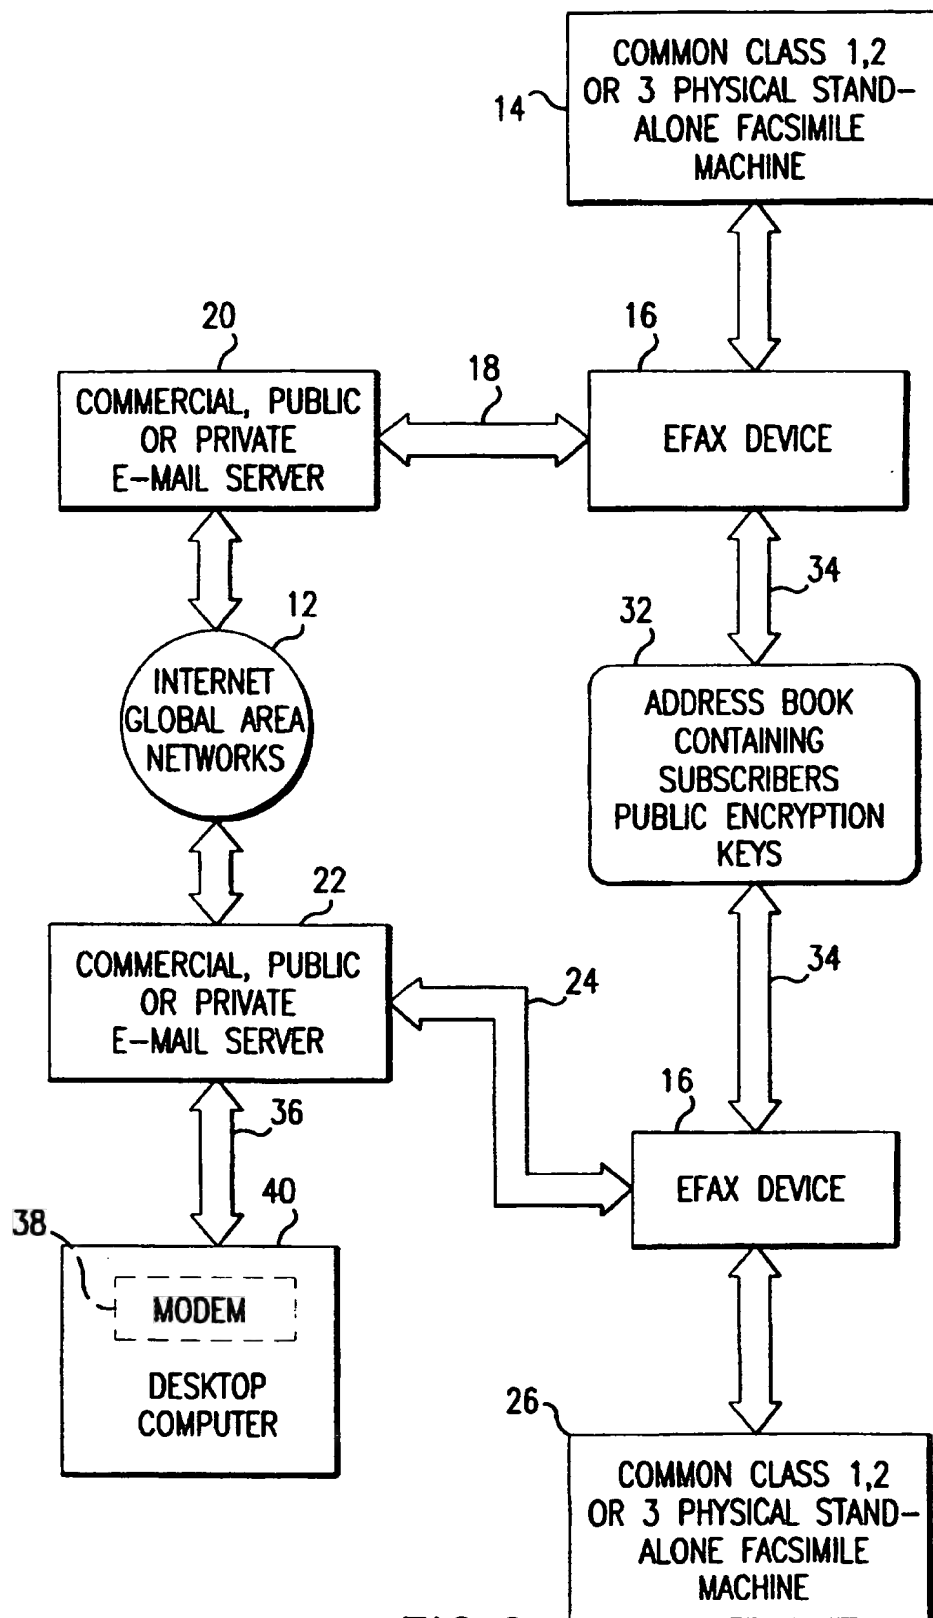 COMMON CLASS 1,2
OR 3 PHYSICAL STAND-
ALONE FACSIMILE
MACHINE
14
20
COMMERCIAL, PUBLIC
OR PRIVATE
E-MAIL SERVER
18
16
EFAX DEVICE
34
12
INTERNET
GLOBAL AREA
NETWORKS
32
ADDRESS BOOK
CONTAINING
SUBSCRIBERS
PUBLIC ENCRYPTION
KEYS
22
COMMERCIAL, PUBLIC
OR PRIVATE
E-MAIL SERVER
24
34
36
16
EFAX DEVICE
38
40
MODEM
DESKTOP
COMPUTER
26
COMMON CLASS 1,2
OR 3 PHYSICAL STAND-
ALONE FACSIMILE
MACHINE